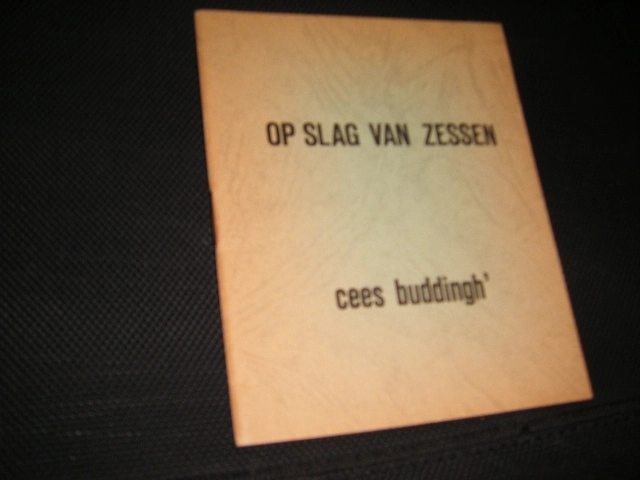 OP SLAG VAN ZESSEN
cees buddingh'